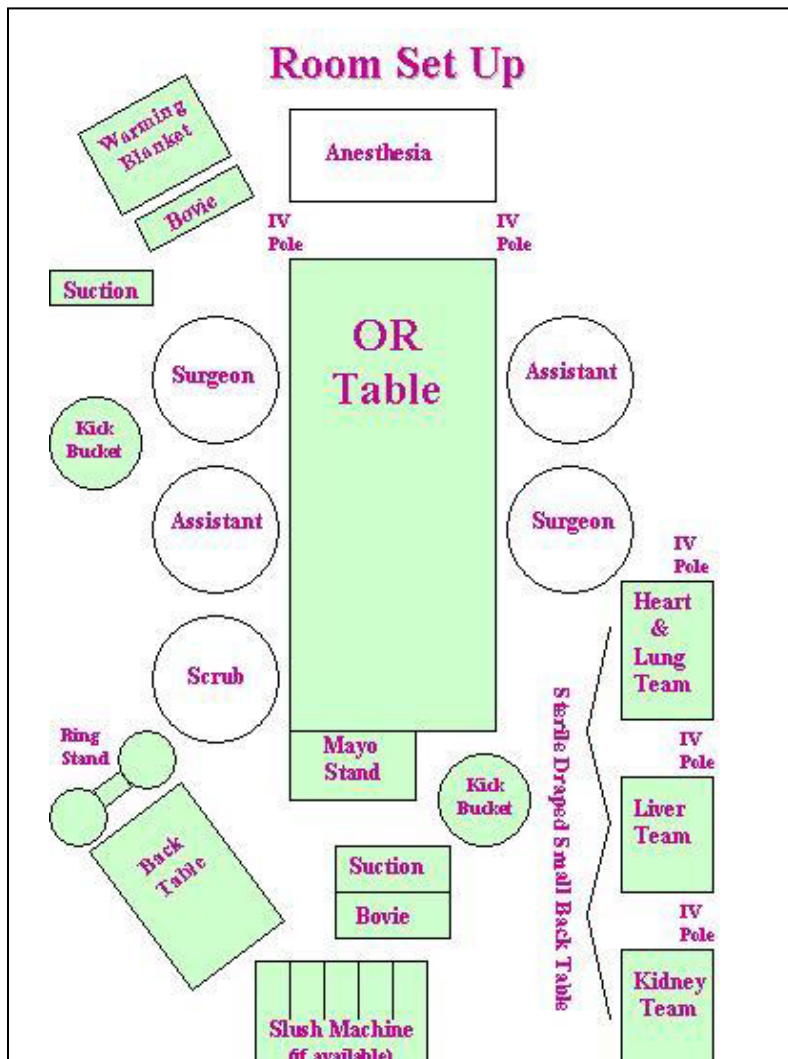 Room Set Up
Warming
Blanket
Bovie
Anesthesia
IV
Pole
IV
Pole
Suction
OR
Table
Surgeon
Assistant
Kick
Bucket
Assistant
Surgeon
IV
Pole
Heart
&
Lung
Team
Scrub
Ring
Stand
Mayo
Stand
Kick
Bucket
Sterile Draped Small Back Table
IV
Pole
Liver
Team
Back
Table
Suction
Bovie
IV
Pole
Kidney
Team
Slush Machine
(if available)